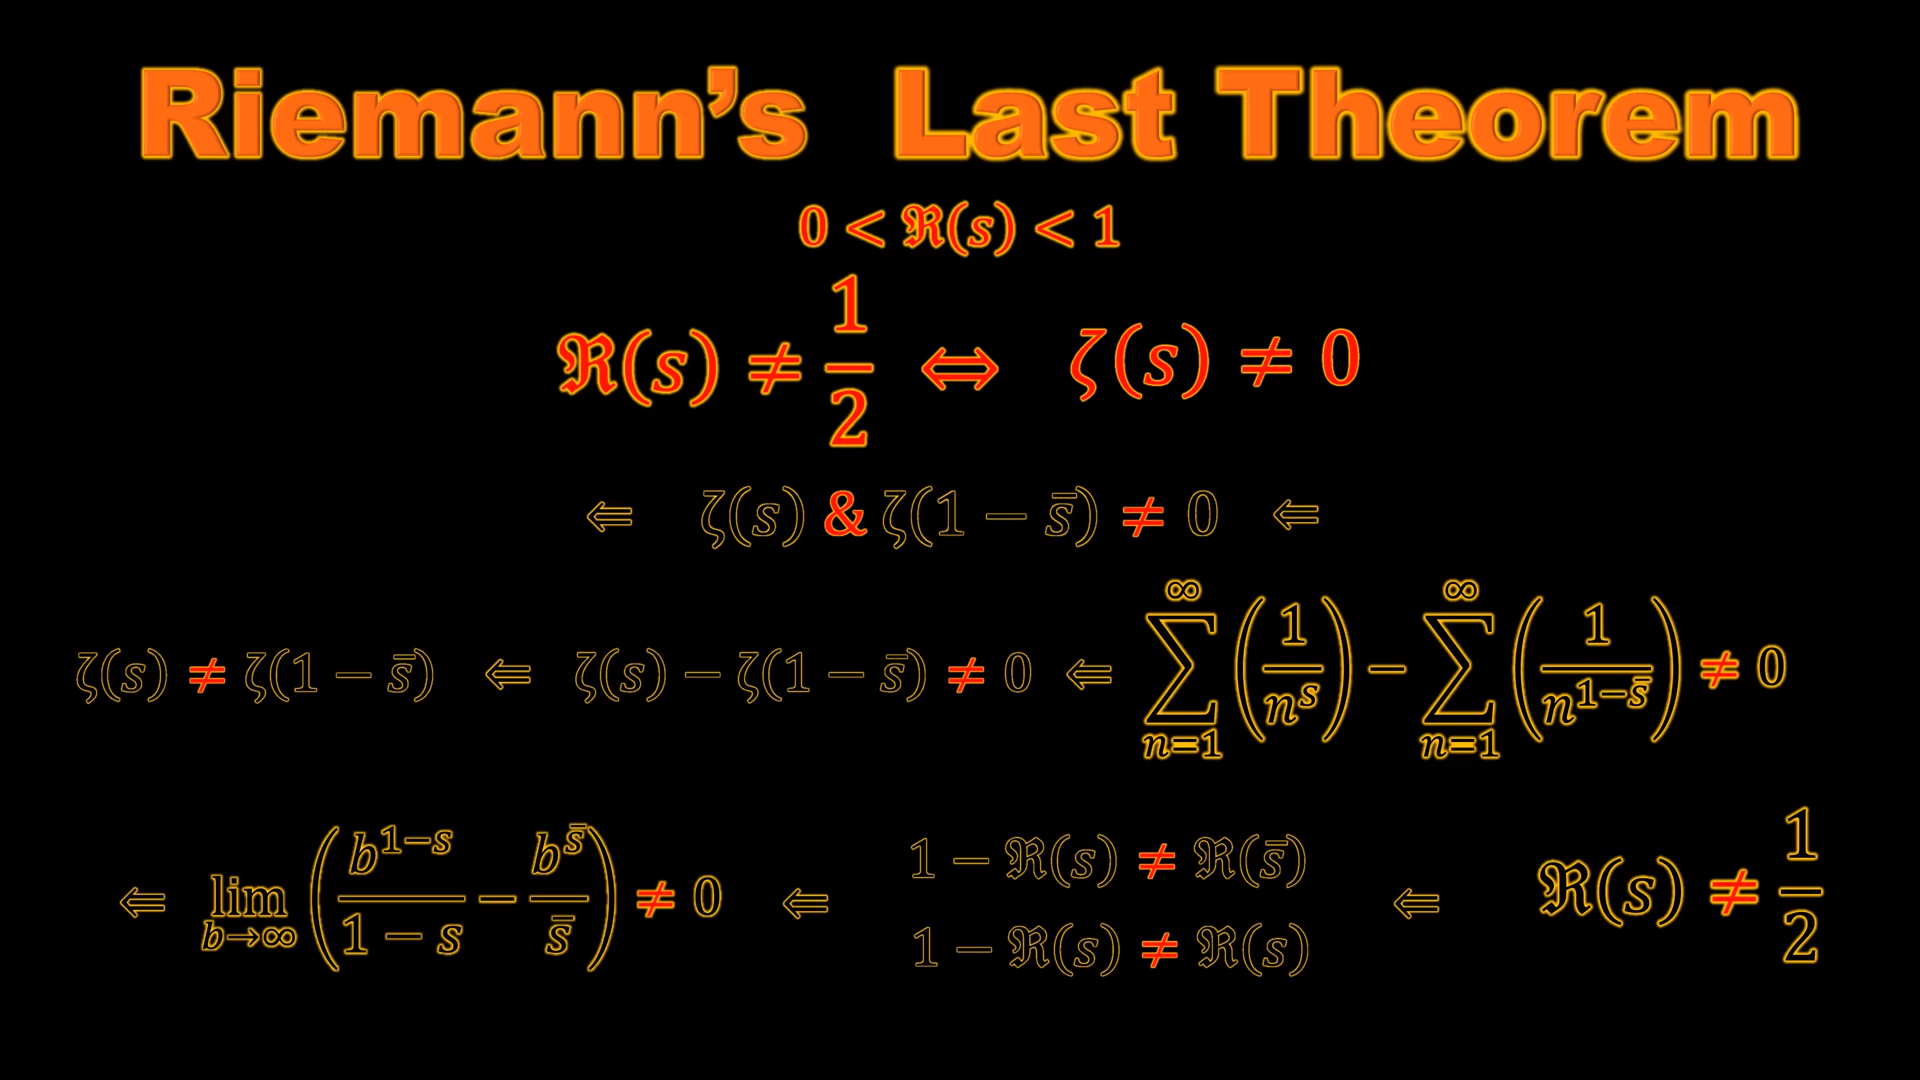 Riemann's Last Theorem
0 < ℜ(s) < 1
ℜ(s) ≠ 1/2 ⇔ ζ(s) ≠ 0
⇐ ζ(s) & ζ(1 − s̄) ≠ 0 ⇐
ζ(s) ≠ ζ(1 − s̄) ⇐ ζ(s) − ζ(1 − s̄) ≠ 0 ⇐ ∑_{n=1}^{∞} (1/n^s) − ∑_{n=1}^{∞} (1/n^{1−s̄}) ≠ 0
⇐ lim_{b→∞} (b^{1−s}/(1 − s) − b^{s̄}/s̄) ≠ 0 ⇐ 1 − ℜ(s) ≠ ℜ(s̄) ⇐ ℜ(s) ≠ 1/2
1 − ℜ(s) ≠ ℜ(s)